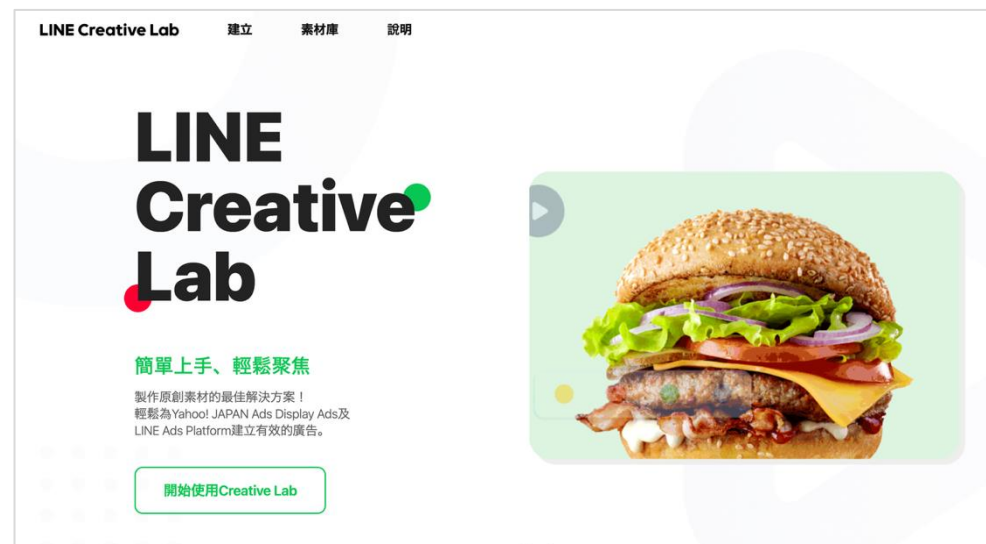 LINE Creative Lab 建立 素材庫 說明
LINE
Creative
Lab
簡單上手、輕鬆聚焦
製作原創素材的最佳解決方案！
輕鬆為Yahoo! JAPAN Ads Display Ads及
LINE Ads Platform建立有效的廣告。
開始使用Creative Lab